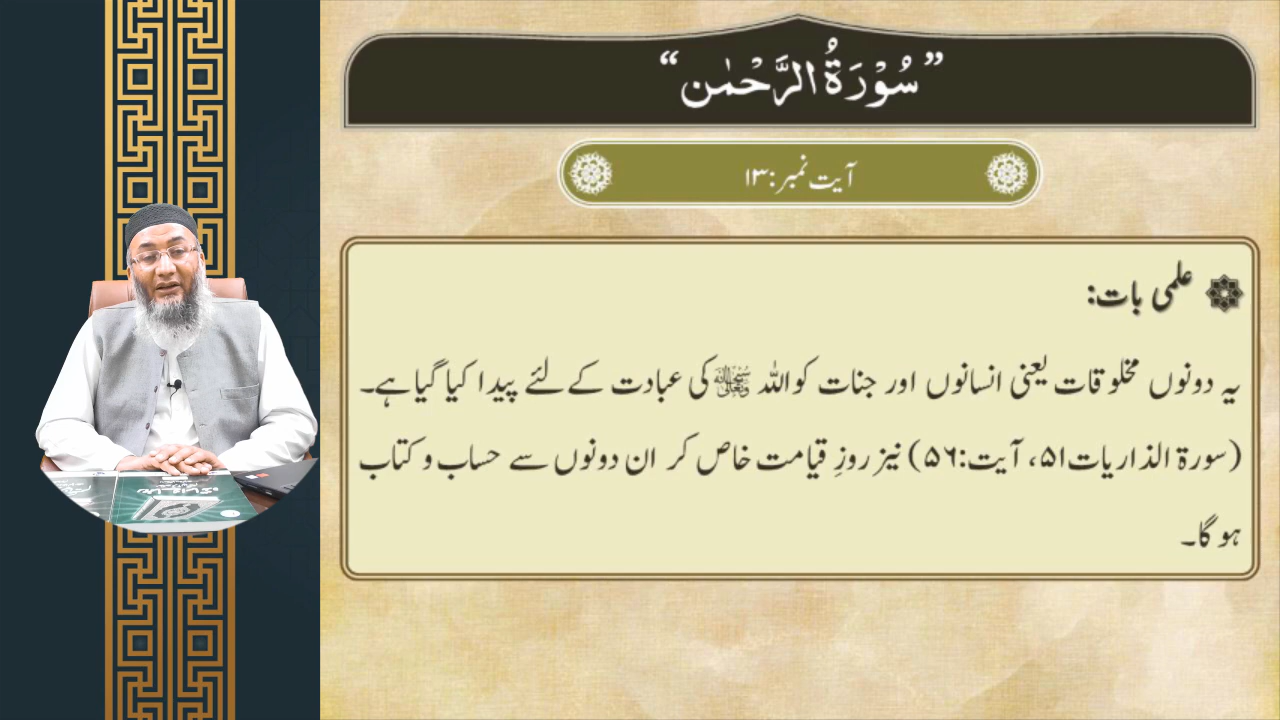 ”سُوْرَةُ الرَّحْمٰن“
آیت نمبر: ۱۳
علمی بات:
یہ دونوں مخلوقات یعنی انسانوں اور جنات کو اللہ ﷻ کی عبادت کے لئے پیدا کیا گیا ہے۔
(سورۃ الذاریات ۵۱، آیت: ۵۶) نیز روزِ قیامت خاص کر ان دونوں سے حساب و کتاب
ہو گا۔